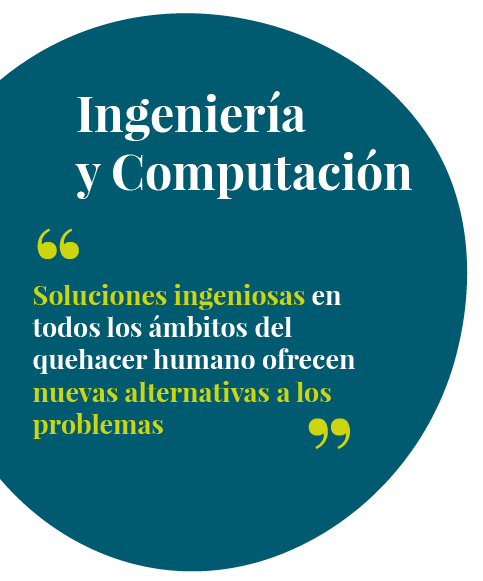 Ingeniería
y Computación
“
Soluciones ingeniosas en
todos los ámbitos del
quehacer humano ofrecen
nuevas alternativas a los
problemas
”